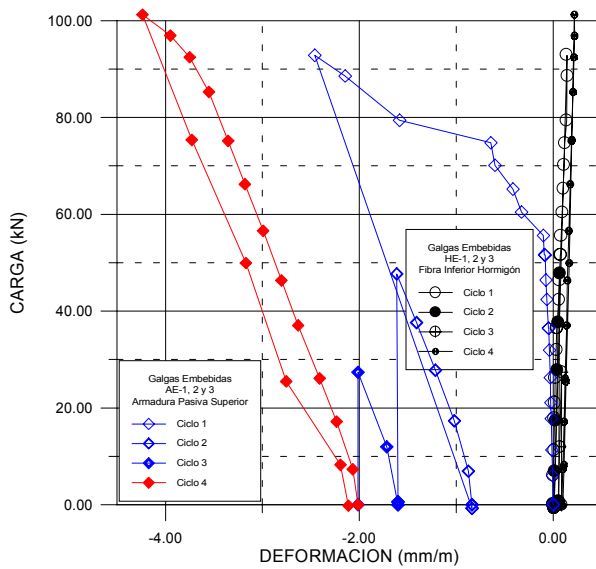 100.00
80.00
60.00
40.00
20.00
0.00
CARGA (kN)
Galgas Embebidas
HE-1, 2 y 3
Fibra Inferior Hormigón
Ciclo 1
Ciclo 2
Ciclo 3
Ciclo 4
Galgas Embebidas
AE-1, 2 y 3
Armadura Pasiva Superior
Ciclo 1
Ciclo 2
Ciclo 3
Ciclo 4
-4.00
-2.00
0.00
DEFORMACION (mm/m)